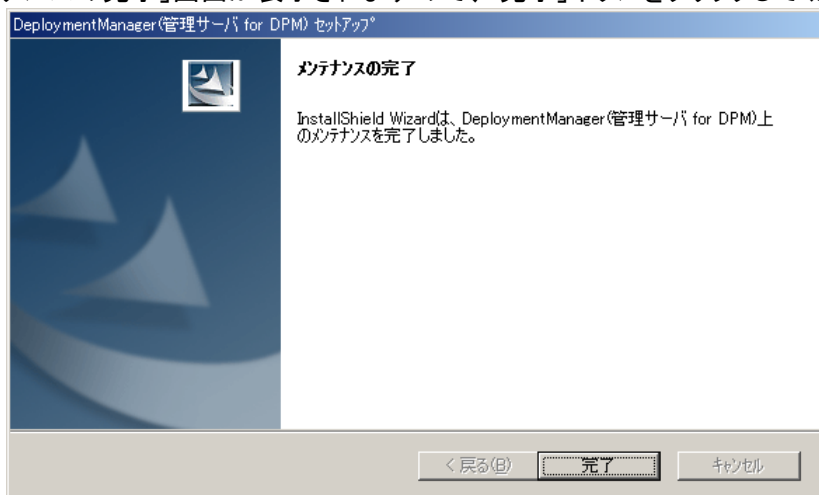 DeploymentManager(管理サーバ for DPM) セットアップ
メンテナンスの完了
InstallShield Wizardは、DeploymentManager(管理サーバ for DPM)上
のメンテナンスを完了しました。
< 戻る(B)
完了
キャンセル